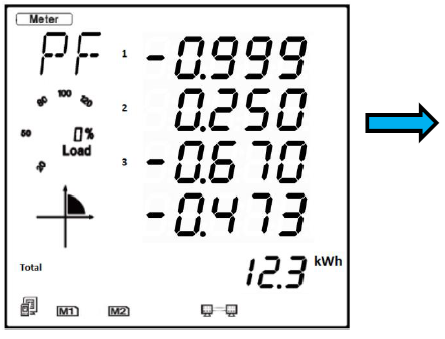 Meter
PF 1 -0.999
80 100 120
2 0.250
50 0%
Load
3 -0.670
-0.473
Total 12.3 kWh
M1 M2